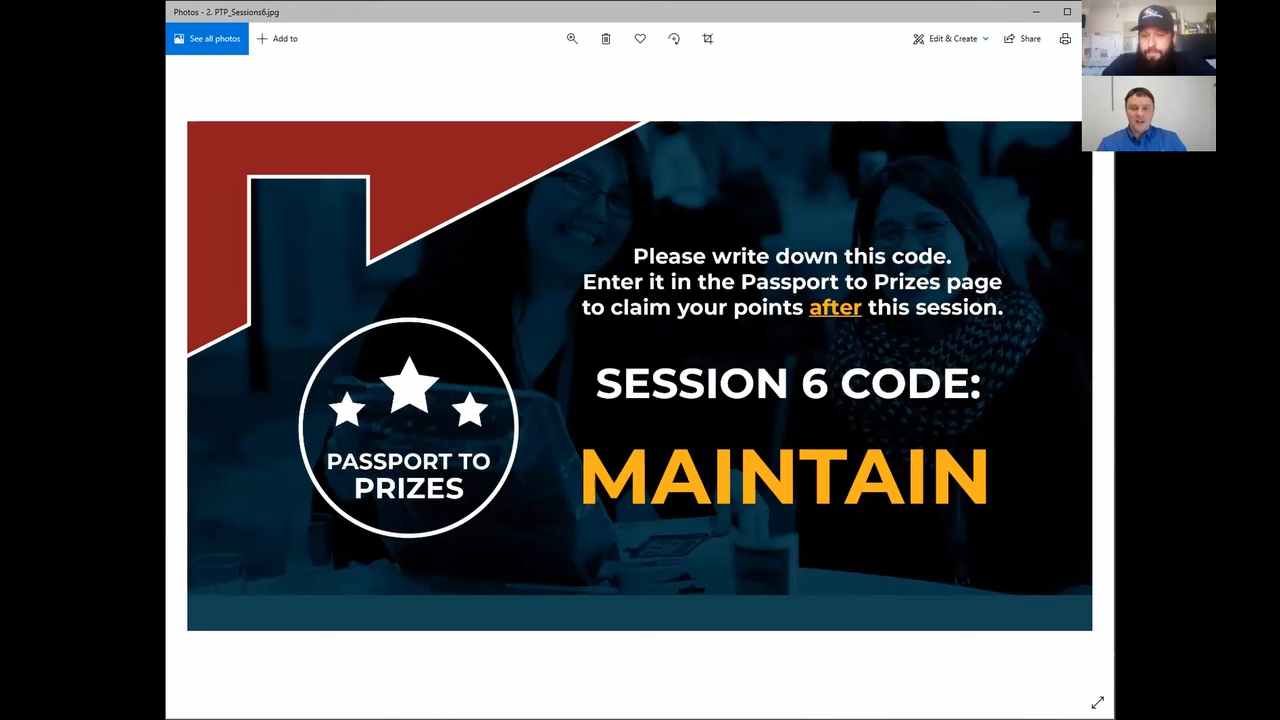 Photos - 2. PTP_Sessions6.jpg
See all photos
Add to
Edit & Create
Share
Please write down this code.
Enter it in the Passport to Prizes page
to claim your points after this session.
SESSION 6 CODE:
MAINTAIN
PASSPORT TO
PRIZES